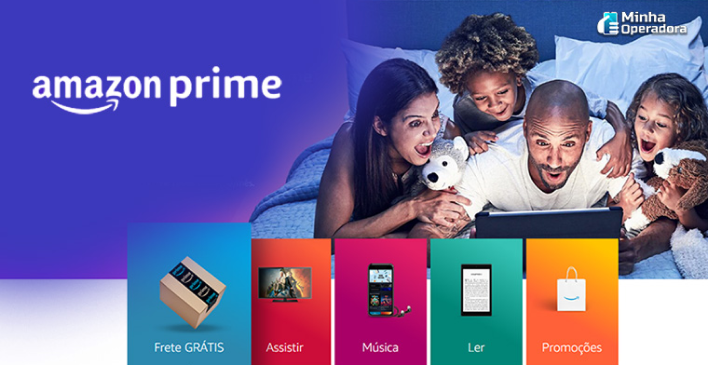 Minha
Operadora
amazon prime
Frete GRÁTIS
Assistir
Música
Ler
Promoções